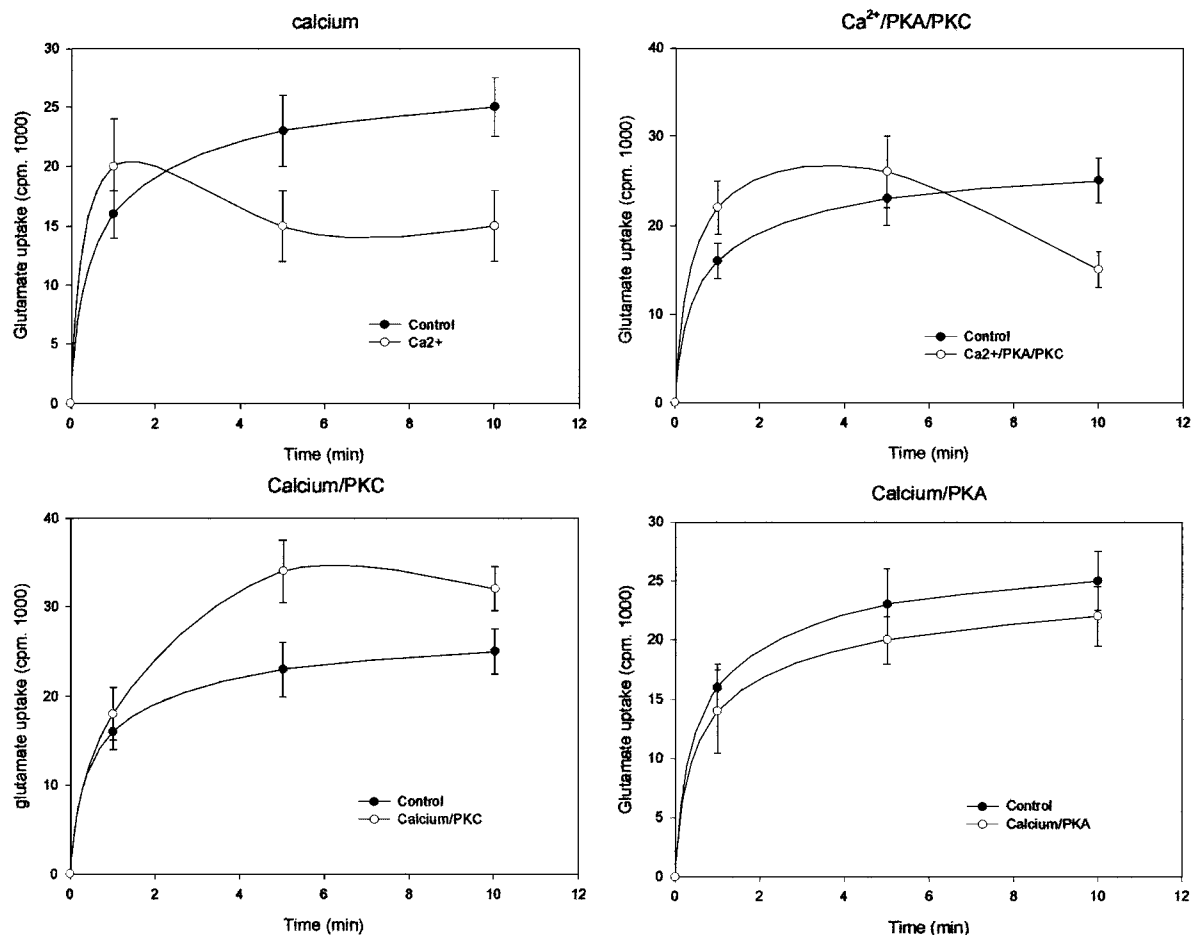 calcium
30
25
20
15
10
5
0
Glutamate uptake (cpm. 1000)
Control
Ca2+
0 2 4 6 8 10 12
Time (min)
Ca²⁺/PKA/PKC
40
30
20
10
0
Glutamate uptake (cpm. 1000)
Control
Ca2+/PKA/PKC
0 2 4 6 8 10 12
Time (min)
Calcium/PKC
40
30
20
10
0
glutamate uptake (cpm. 1000)
Control
Calcium/PKC
0 2 4 6 8 10 12
Time (min)
Calcium/PKA
30
25
20
15
10
5
0
Glutamate uptake (cpm. 1000)
Control
Calcium/PKA
0 2 4 6 8 10 12
Time (min)